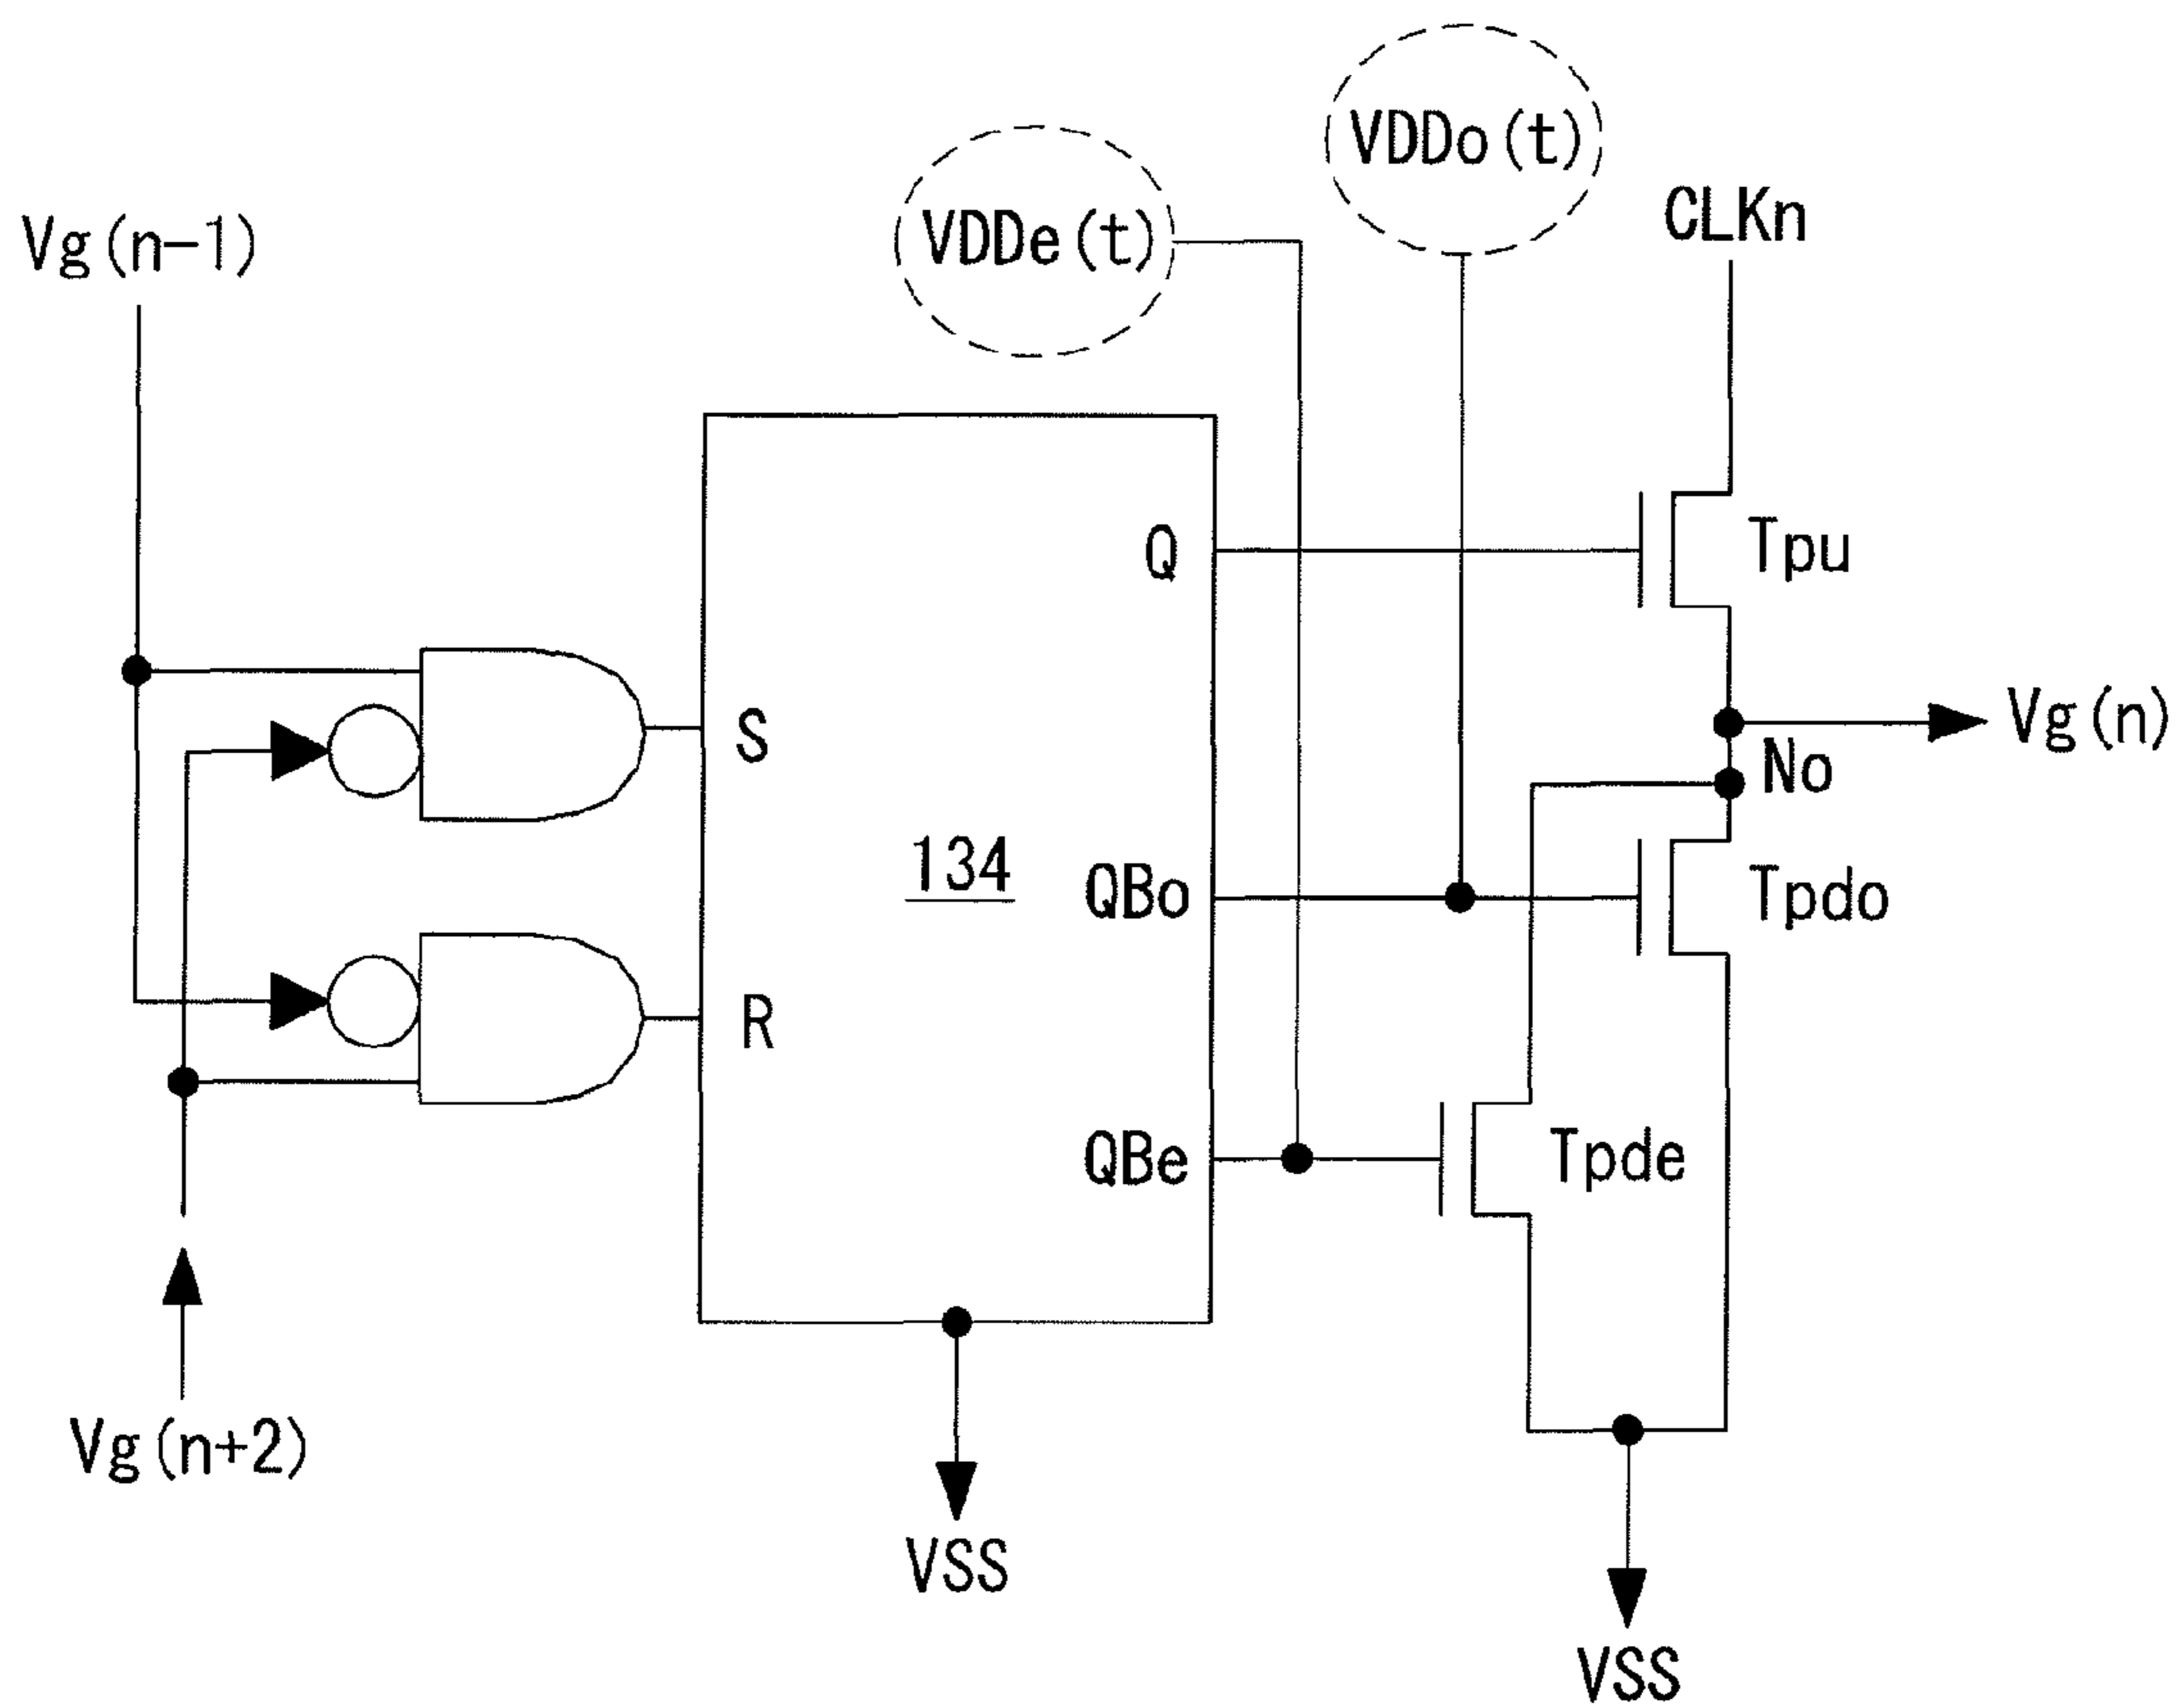 VDDo(t)
VDDe(t)
CLKn
Vg(n-1)
Q
Tpu
S
Vg(n)
No
134
QBo
Tpdo
R
QBe
Tpde
Vg(n+2)
VSS
VSS